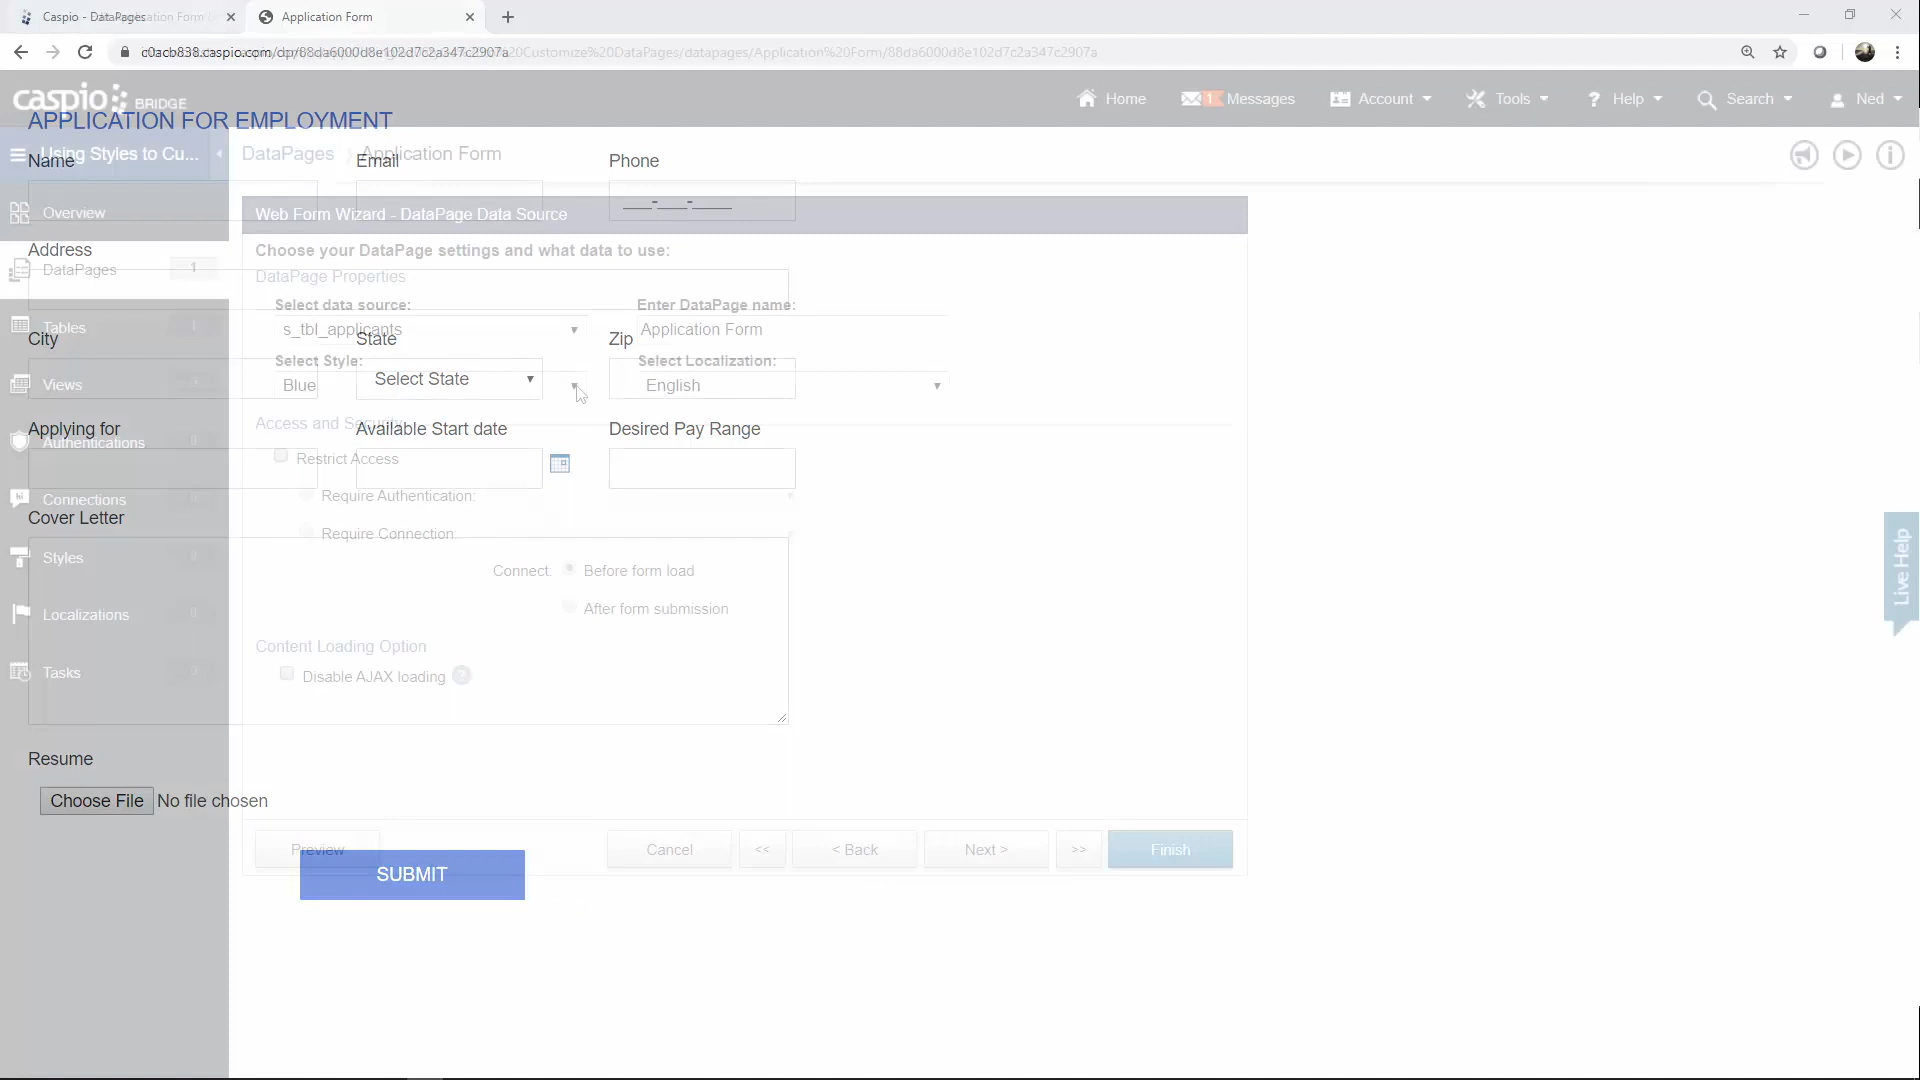 Caspio - DataPages
Application Form
caspio BRIDGE
Home
1 Messages
Account
Tools
? Help
Search
Ned
APPLICATION FOR EMPLOYMENT
Using Styles to Cu...
DataPages
Application Form
Name
Email
Phone
___-___-____
Overview
Web Form Wizard - DataPage Data Source
Address
Choose your DataPage settings and what data to use:
DataPages 1
DataPage Properties
Select data source:
Enter DataPage name:
Tables
s_tbl_applicants
Application Form
City
State
Zip
Select Style:
Select Localization:
Views
Blue
Select State
English
Access and Security
Applying for
Available Start date
Desired Pay Range
Authentications
Restrict Access
Require Authentication:
Connections
Cover Letter
Require Connection:
Styles
Connect: Before form load
After form submission
Localizations
Content Loading Option
Tasks
Disable AJAX loading ?
Live Help
Resume
Choose File No file chosen
Preview
Cancel
<<
< Back
Next >
>>
Finish
SUBMIT